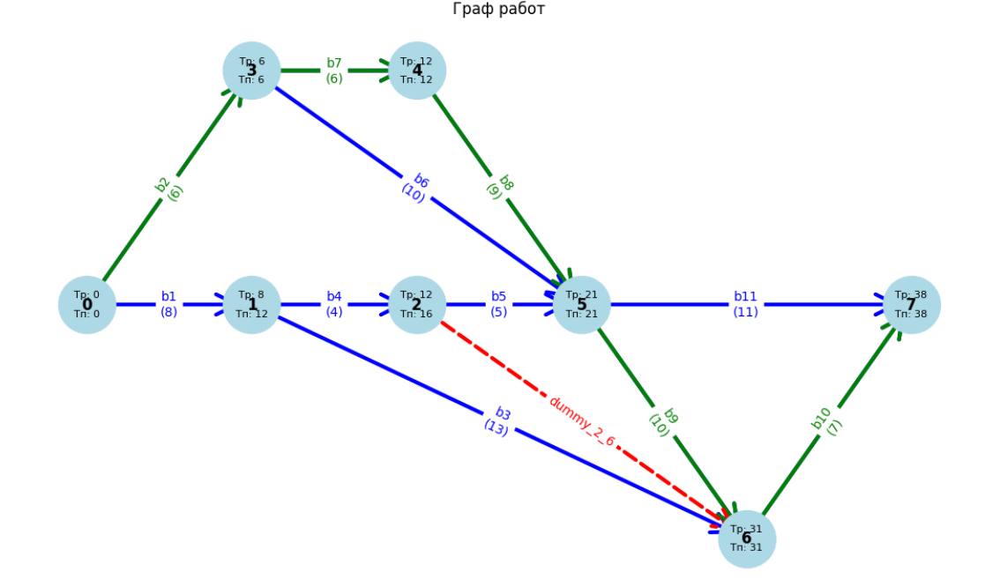 Граф работ
Тр: 6
3
Тп: 6
b7
(6)
Тр: 12
4
Тп: 12
b2
(6)
b6
(10)
b8
(9)
Тр: 0
0
Тп: 0
b1
(8)
Тр: 8
1
Тп: 12
b4
(4)
Тр: 12
2
Тп: 16
b5
(5)
Тр: 21
5
Тп: 21
b11
(11)
Тр: 38
7
Тп: 38
b3
(13)
dummy_2_6
b9
(10)
b10
(7)
Тр: 31
6
Тп: 31